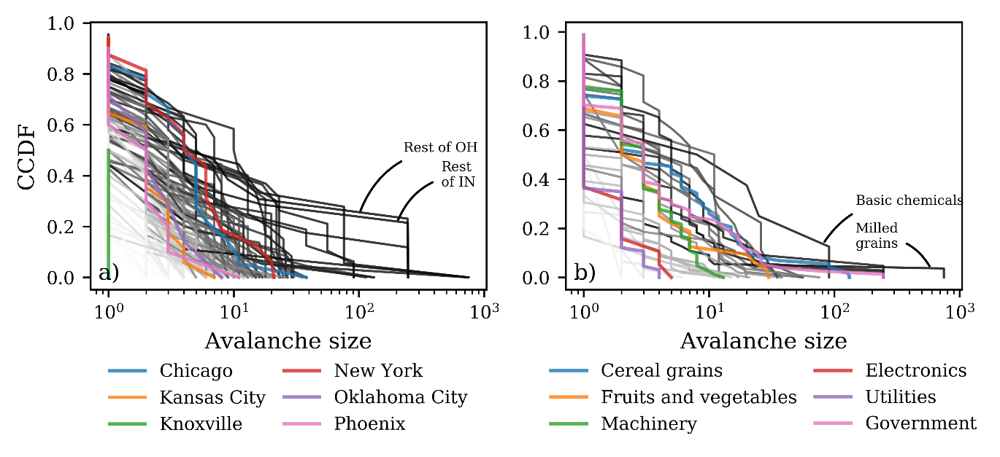 CCDF
1.0
0.8
0.6
0.4
0.2
0.0
Rest of OH
Rest
of IN
a)
10⁰
10¹
10²
10³
Avalanche size
Chicago
Kansas City
Knoxville
New York
Oklahoma City
Phoenix
1.0
0.8
0.6
0.4
0.2
0.0
Basic chemicals
Milled
grains
b)
10⁰
10¹
10²
10³
Avalanche size
Cereal grains
Fruits and vegetables
Machinery
Electronics
Utilities
Government